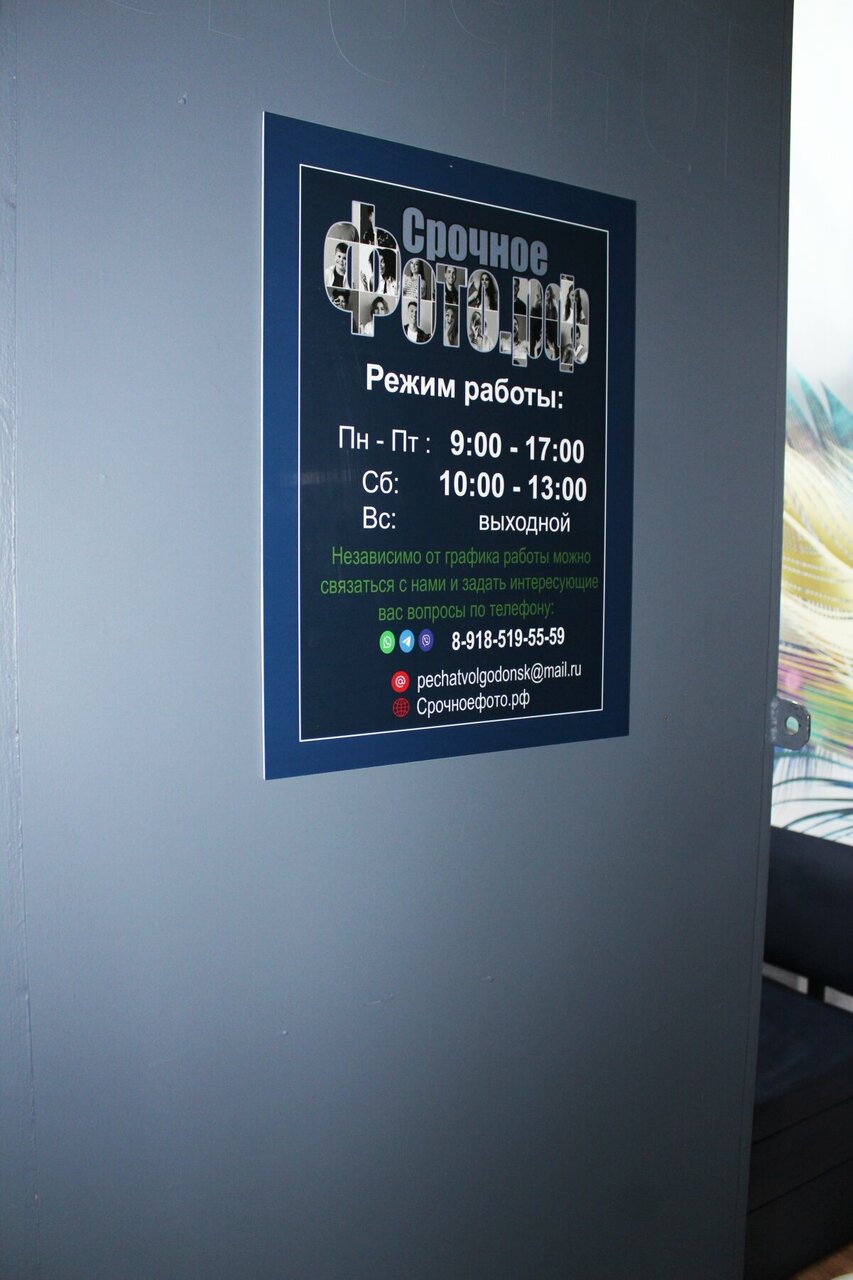 Срочное
Фото.рф
Режим работы:
Пн - Пт : 9:00 - 17:00
Сб: 10:00 - 13:00
Вс: выходной
Независимо от графика работы можно
связаться с нами и задать интересующие
вас вопросы по телефону:
8-918-519-55-59
@ pechatvolgodonsk@mail.ru
Срочноефото.рф